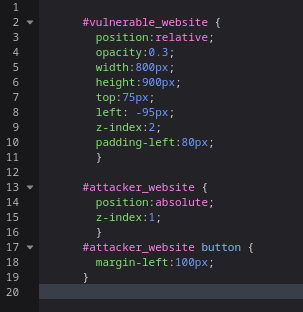 1
2 #vulnerable_website {
3 position:relative;
4 opacity:0.3;
5 width:800px;
6 height:900px;
7 top:75px;
8 left: -95px;
9 z-index:2;
10 padding-left:80px;
11 }
12
13 #attacker_website {
14 position:absolute;
15 z-index:1;
16 }
17 #attacker_website button {
18 margin-left:100px;
19 }
20